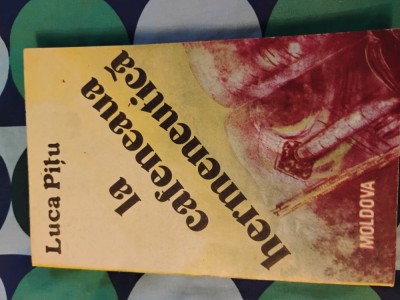 Luca Pițu
la
cafeneaua
hermeneutică
MOLDOVA